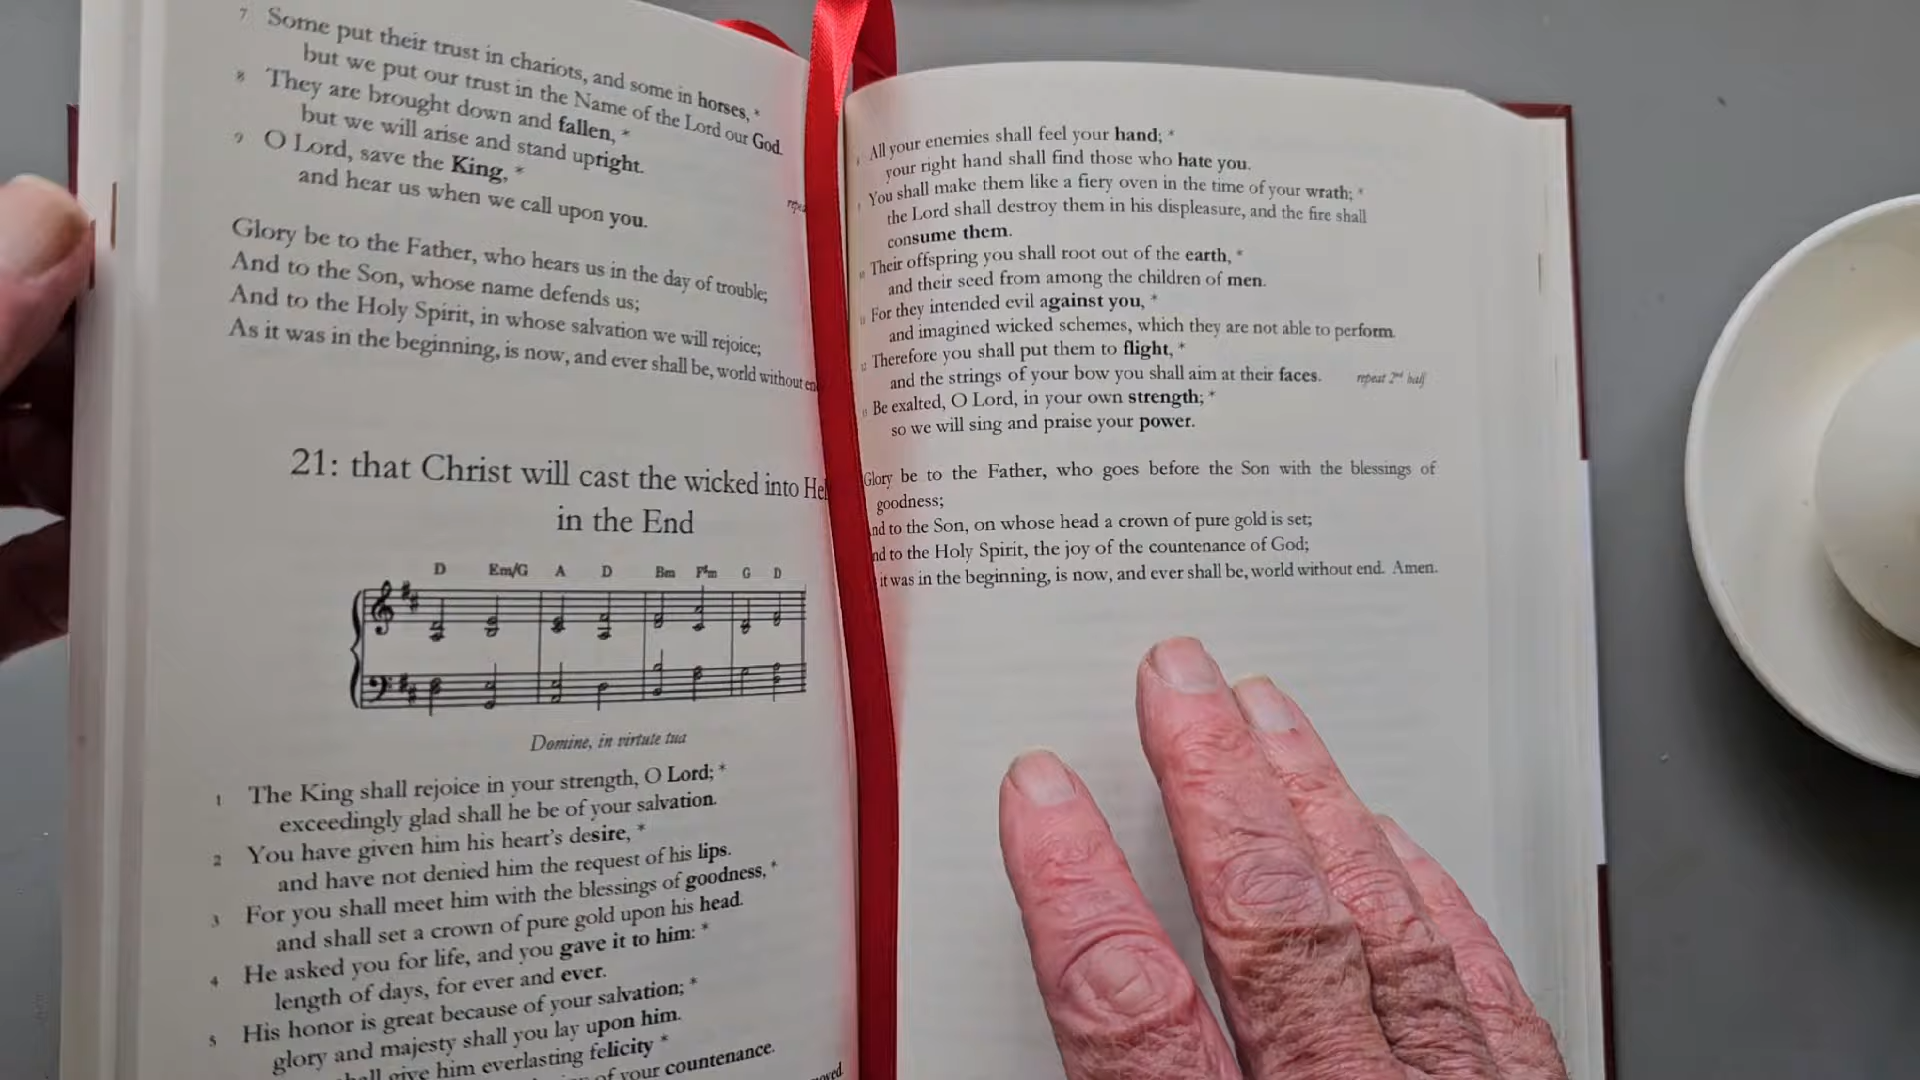 7 Some put their trust in chariots, and some in horses, *
but we put our trust in the Name of the Lord our God.
8 They are brought down and fallen, *
but we will arise and stand upright.
9 O Lord, save the King, *
and hear us when we call upon you.
Glory be to the Father, who hears us in the day of trouble;
And to the Son, whose name defends us;
And to the Holy Spirit, in whose salvation we will rejoice;
As it was in the beginning, is now, and ever shall be, world without
21: that Christ will cast the wicked into
in the End
D Em/G A D Bm F#m G D
Domine, in virtute tua
1 The King shall rejoice in your strength, O Lord; *
exceedingly glad shall he be of your salvation.
2 You have given him his heart's desire, *
and have not denied him the request of his lips.
3 For you shall meet him with the blessings of goodness, *
and shall set a crown of pure gold upon his head.
4 He asked you for life, and you gave it to him: *
length of days, for ever and ever.
5 His honor is great because of your salvation; *
glory and majesty shall you lay upon him.
give him everlasting felicity *
of your countenance.
All your enemies shall feel your hand; *
your right hand shall find those who hate you.
You shall make them like a fiery oven in the time of your wrath; *
the Lord shall destroy them in his displeasure, and the fire shall
consume them.
Their offspring you shall root out of the earth, *
and their seed from among the children of men.
For they intended evil against you, *
and imagined wicked schemes, which they are not able to perform.
Therefore you shall put them to flight, *
and the strings of your bow you shall aim at their faces. repeat 2nd half
Be exalted, O Lord, in your own strength; *
so we will sing and praise your power.
Glory be to the Father, who goes before the Son with the blessings of
goodness;
to the Son, on whose head a crown of pure gold is set;
to the Holy Spirit, the joy of the countenance of God;
it was in the beginning, is now, and ever shall be, world without end. Amen.